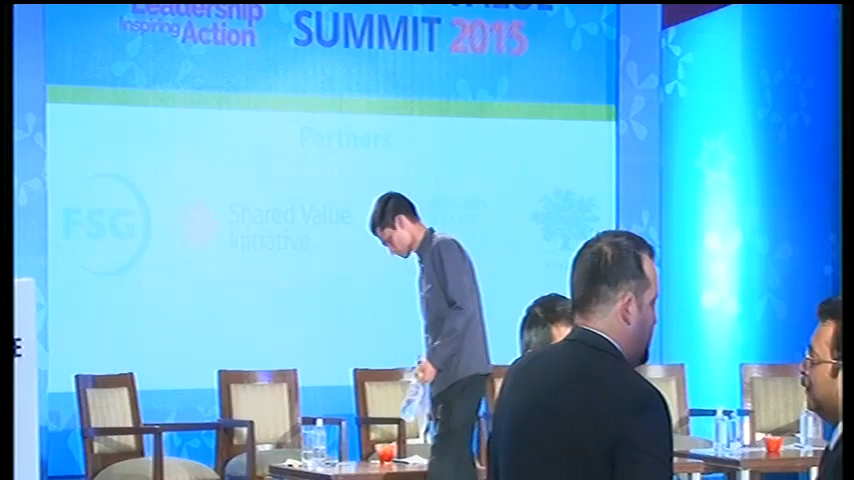 Leadership
Inspiring Action
SUMMIT 2015
Partners
FSG
Shared Value
Initiative
E